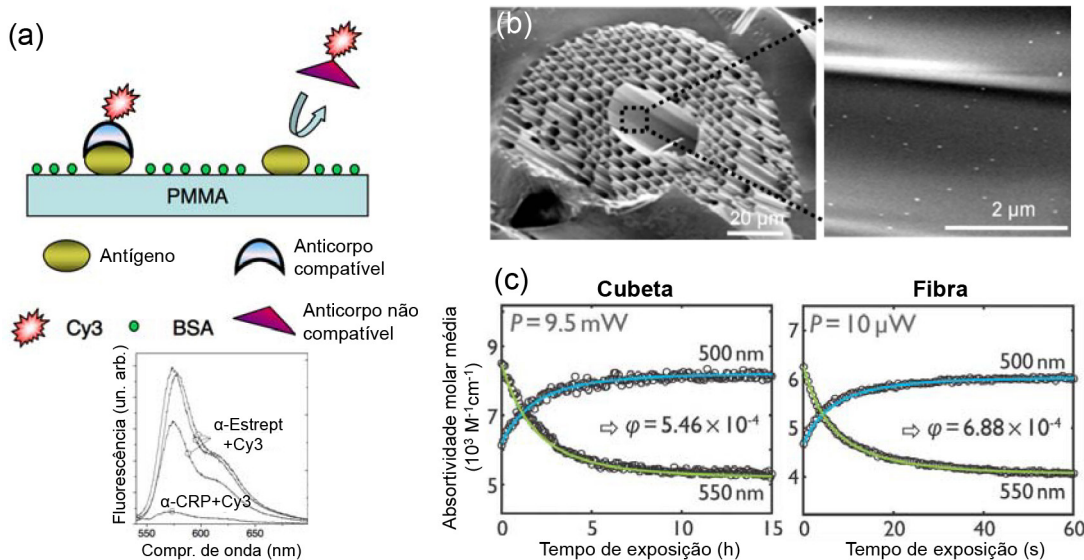 (a)
PMMA
Antígeno
Anticorpo
compatível
Cy3
BSA
Anticorpo não
compatível
Fluorescência (un. arb.)
α-Estrept
+Cy3
α-CRP+Cy3
550
600
650
Compr. de onda (nm)
(b)
20 µm
2 µm
(c)
Cubeta
Absortividade molar média
(10³ M⁻¹cm⁻¹)
9
7
5
P = 9.5 mW
500 nm
⇨ φ = 5.46 × 10⁻⁴
550 nm
0
5
10
15
Tempo de exposição (h)
Fibra
7
6
5
4
P = 10 µW
500 nm
⇨ φ = 6.88 × 10⁻⁴
550 nm
0
20
40
60
Tempo de exposição (s)